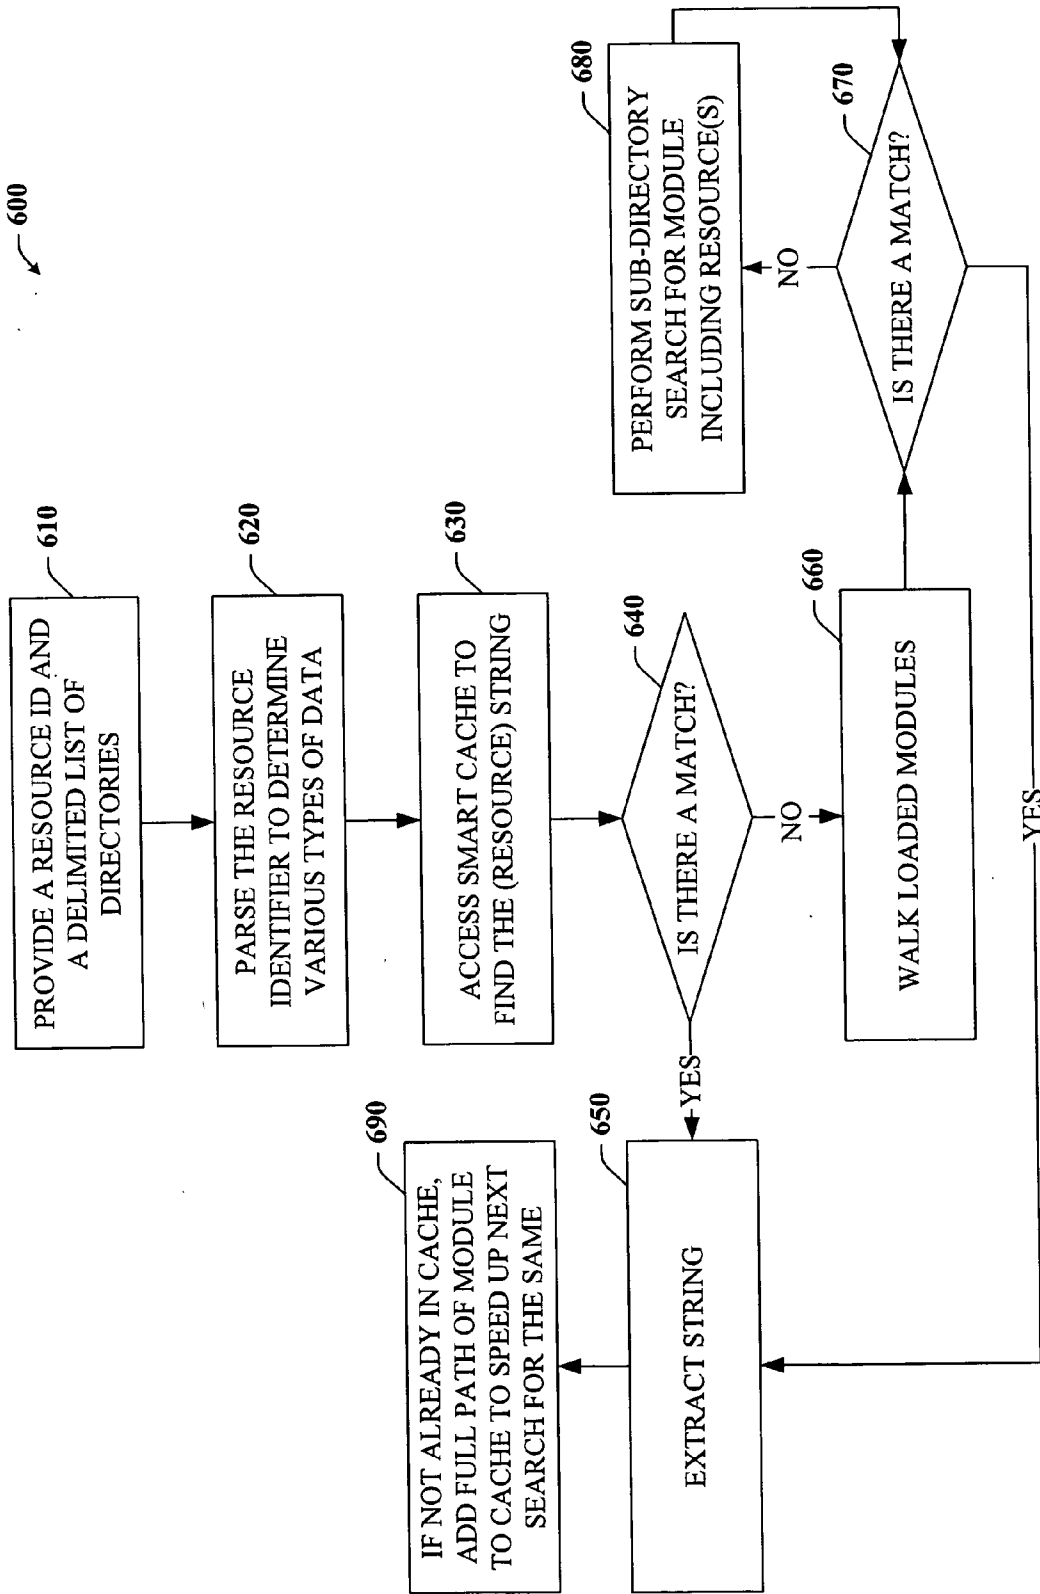 600
610
PROVIDE A RESOURCE ID AND
A DELIMITED LIST OF
DIRECTORIES
620
PARSE THE RESOURCE
IDENTIFIER TO DETERMINE
VARIOUS TYPES OF DATA
630
ACCESS SMART CACHE TO
FIND THE (RESOURCE) STRING
640
IS THERE A MATCH?
YES
NO
650
EXTRACT STRING
660
WALK LOADED MODULES
670
IS THERE A MATCH?
NO
YES
680
PERFORM SUB-DIRECTORY
SEARCH FOR MODULE
INCLUDING RESOURCE(S)
690
IF NOT ALREADY IN CACHE,
ADD FULL PATH OF MODULE
TO CACHE TO SPEED UP NEXT
SEARCH FOR THE SAME